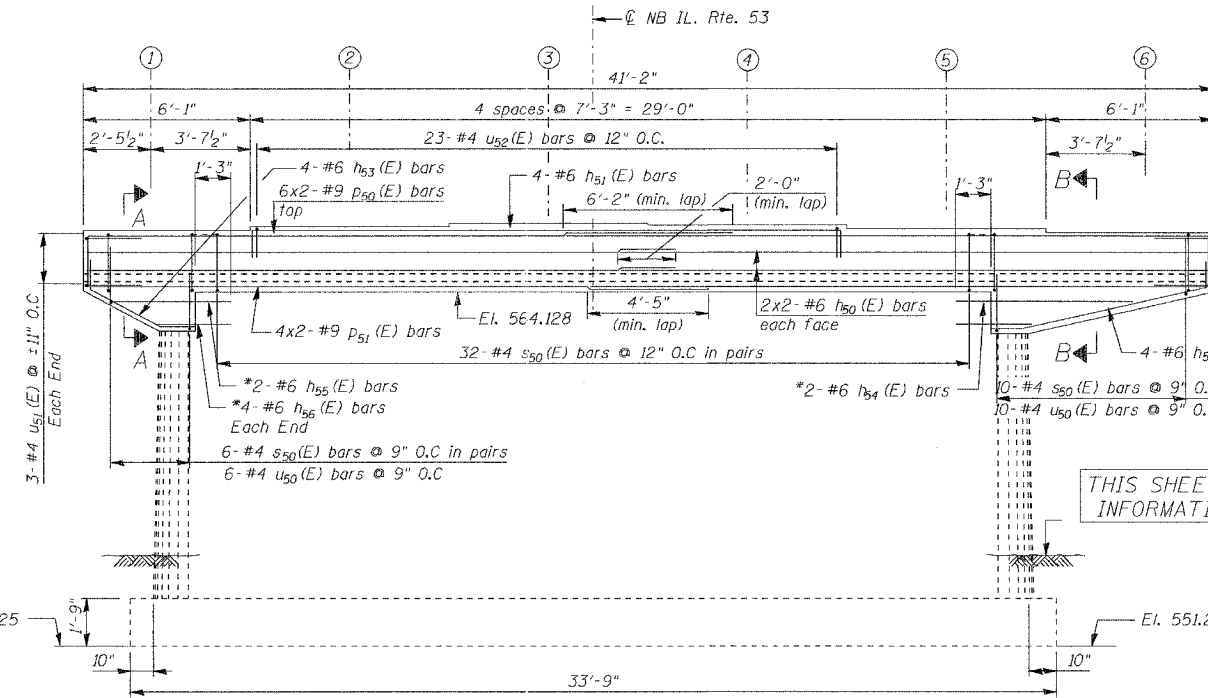 ℄ NB IL. Rte. 53
1 2 3 4 5 6
41'-2"
6'-1" 4 spaces @ 7'-3" = 29'-0" 6'-1"
2'-5½" 3'-7½" 23- #4 u52(E) bars @ 12" O.C. 3'-7½"
1'-3" 4- #6 h53(E) bars 4- #6 h51(E) bars 2'-0" 1'-3"
6x2- #9 p50(E) bars 6'-2" (min. lap) (min. lap)
top
A B
3- #4 u51(E) @ ±11" O.C
Each End
4x2- #9 p51(E) bars El. 564.128 4'-5" 2x2- #6 h50(E) bars
(min. lap) each face
A 32- #4 s50(E) bars @ 12" O.C in pairs B 4- #6
*2- #6 h55(E) bars *2- #6 h54(E) bars 10- #4 s50(E) bars @ 9"
*4- #6 h56(E) bars 10- #4 u50(E) bars @ 9"
Each End
6- #4 s50(E) bars @ 9" O.C in pairs
6- #4 u50(E) bars @ 9" O.C
THIS SHEE
INFORMATI
25 1'-9" El. 551.2
10" 10"
33'-9"